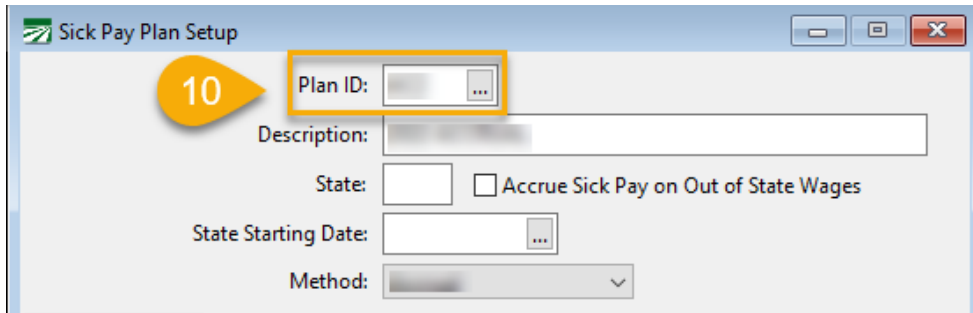 Sick Pay Plan Setup
10
Plan ID: ...
Description:
State: Accrue Sick Pay on Out of State Wages
State Starting Date: ...
Method: